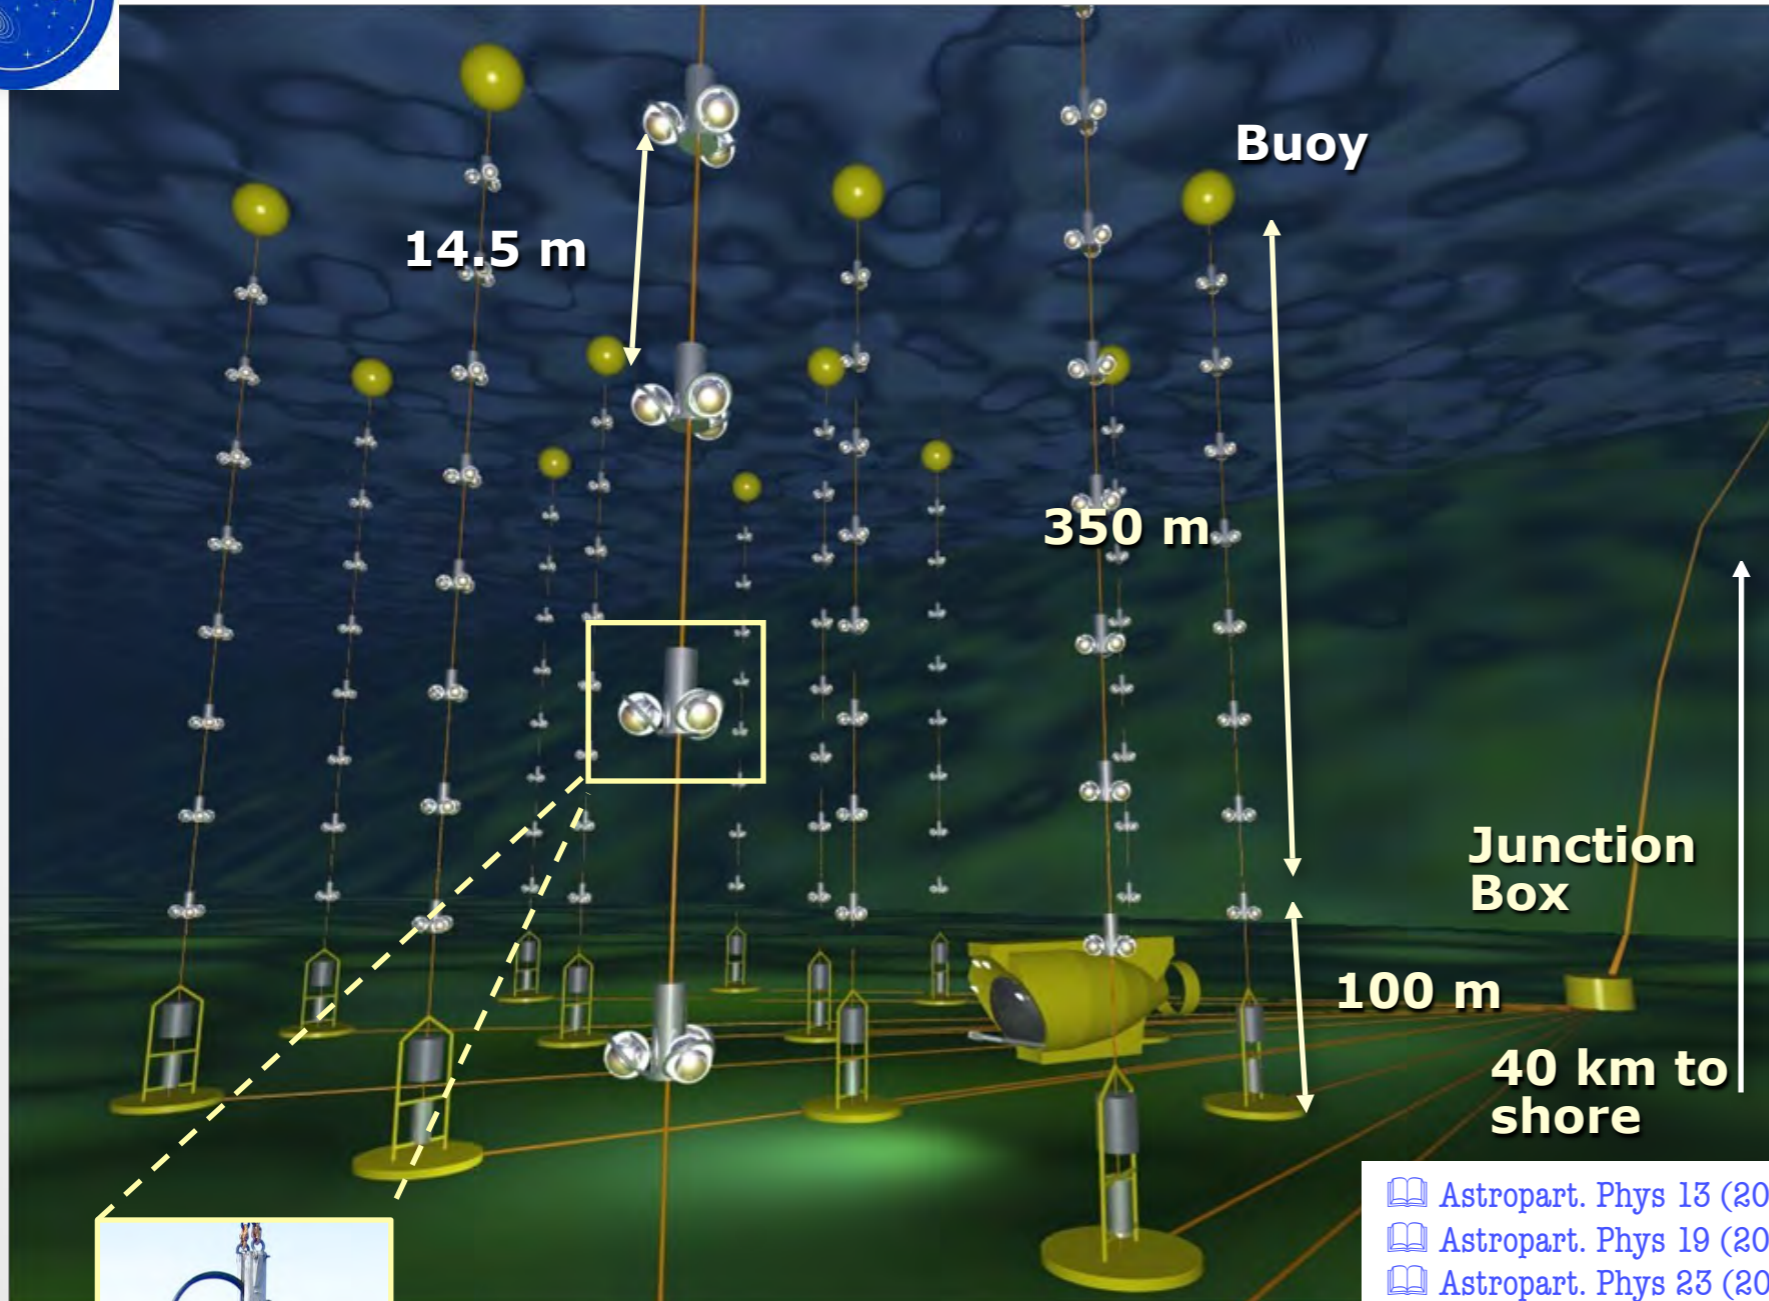 Buoy
14.5 m
350 m
Junction
Box
100 m
40 km to
shore
Astropart. Phys 13 (20
Astropart. Phys 19 (20
Astropart. Phys 23 (20